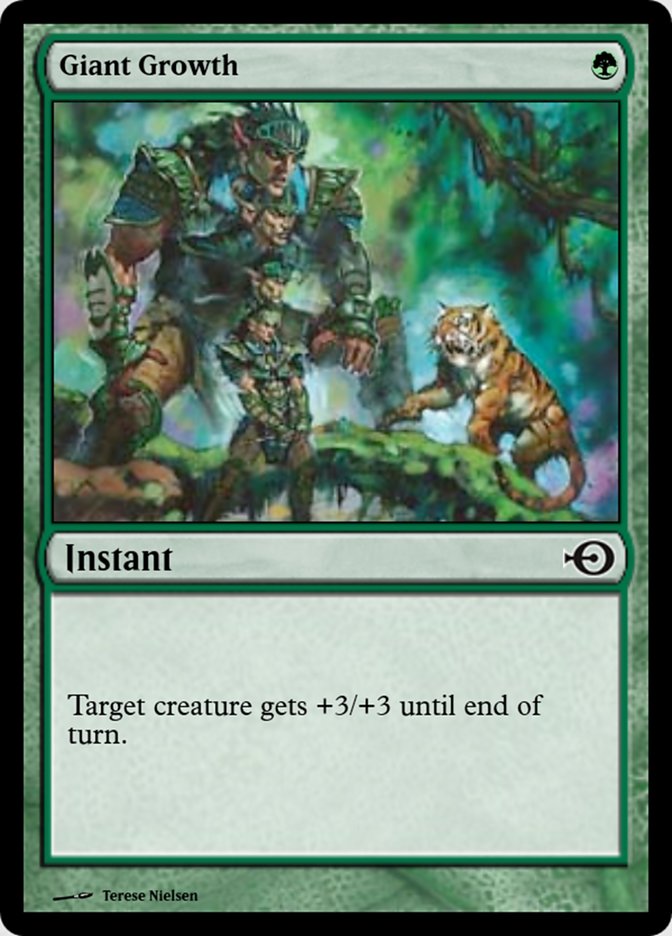 Giant Growth
Instant
Target creature gets +3/+3 until end of
turn.
Terese Nielsen